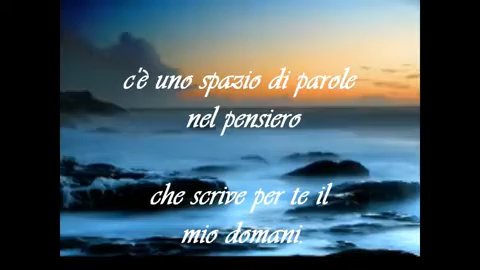 c'è uno spazio di parole
nel pensiero
che scrive per te il
mio domani.